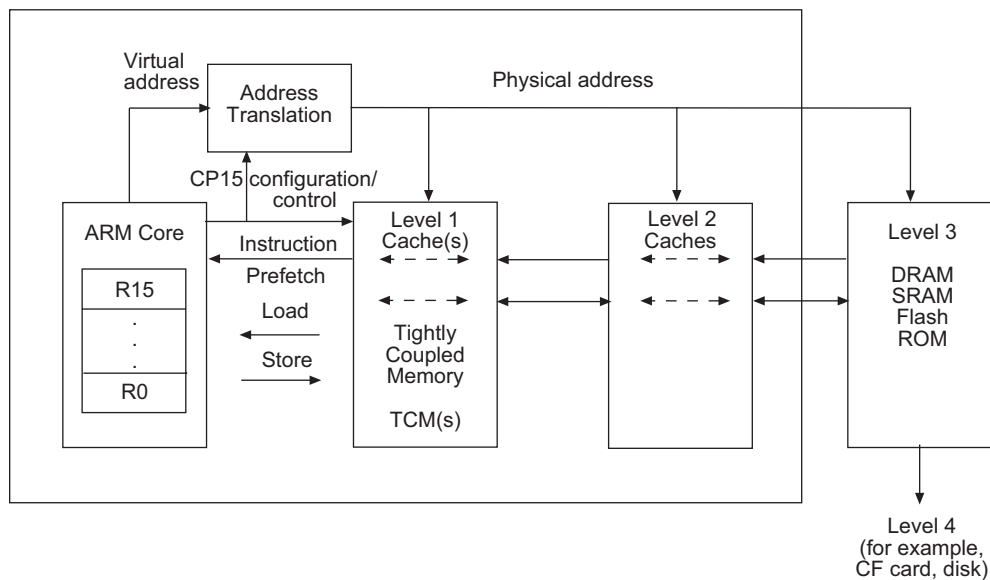 Virtual
address
Address
Translation
Physical address
CP15 configuration/
control
ARM Core
R15
.
.
.
R0
Instruction
Prefetch
Load
Store
Level 1
Cache(s)
Tightly
Coupled
Memory
TCM(s)
Level 2
Caches
Level 3
DRAM
SRAM
Flash
ROM
Level 4
(for example,
CF card, disk)